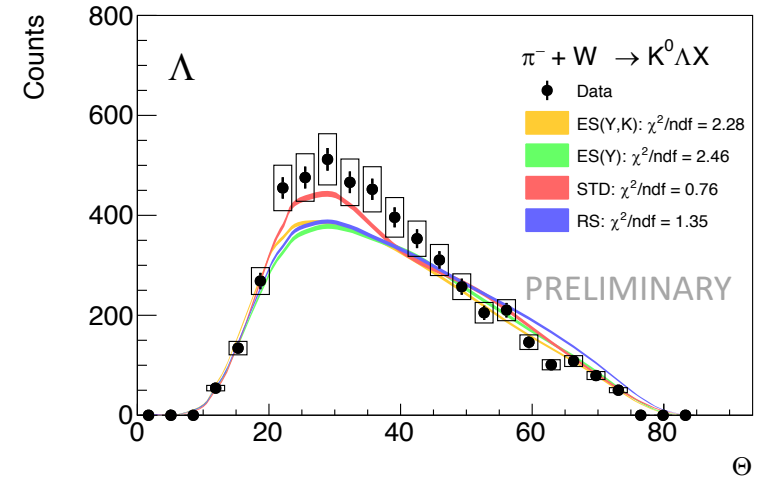 800
Counts
Λ
π⁻ + W → K⁰ΛX
Data
600
ES(Y,K): χ²/ndf = 2.28
ES(Y): χ²/ndf = 2.46
STD: χ²/ndf = 0.76
400
RS: χ²/ndf = 1.35
PRELIMINARY
200
0
0 20 40 60 80
Θ